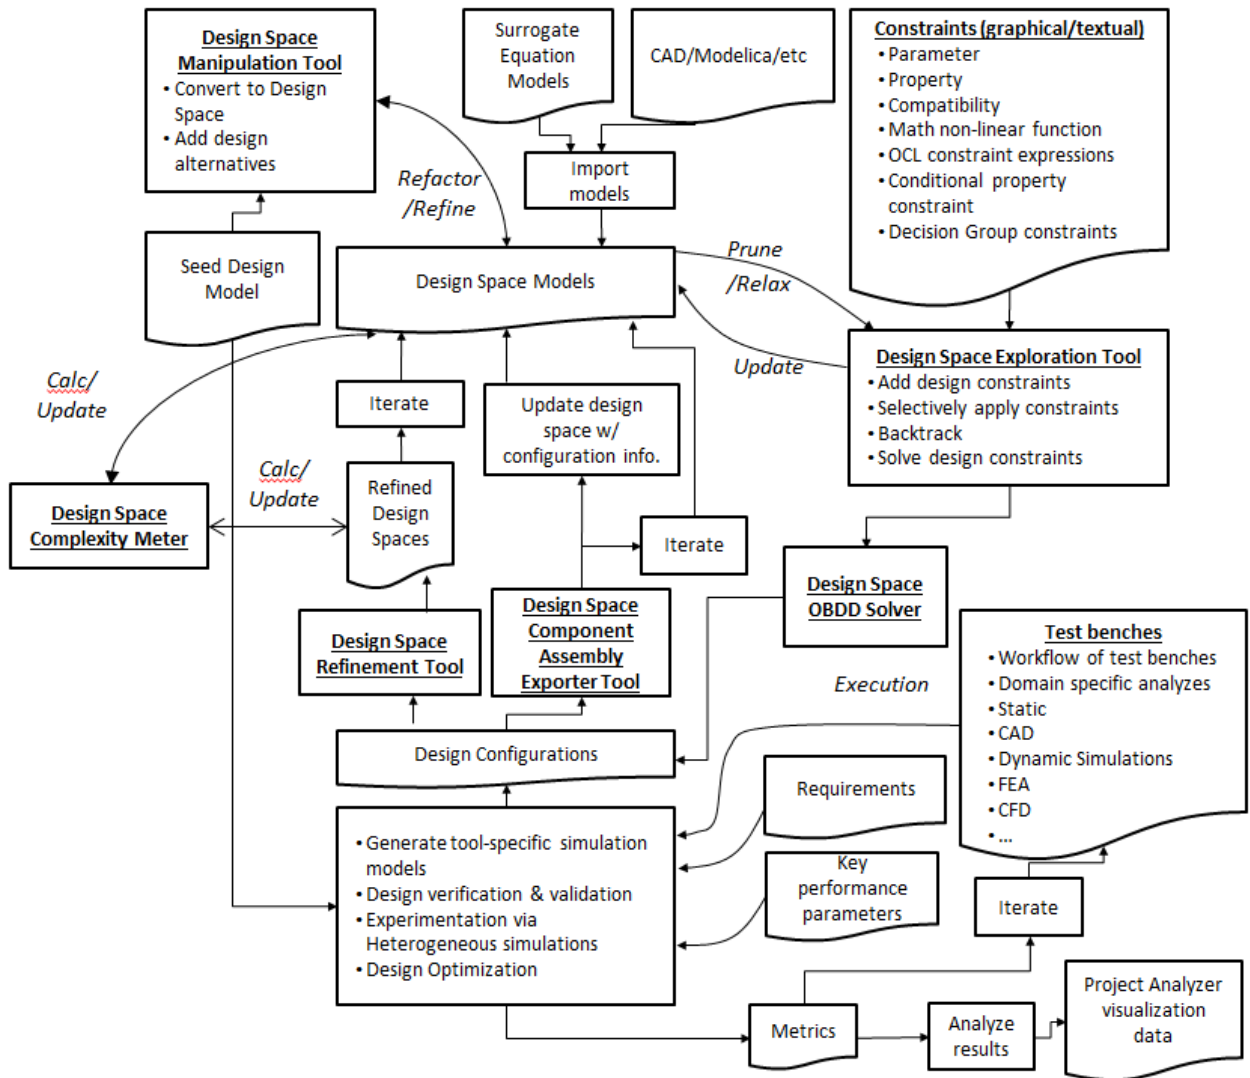 Design Space
Manipulation Tool
• Convert to Design
Space
• Add design
alternatives
Surrogate
Equation
Models
CAD/Modelica/etc
Constraints (graphical/textual)
• Parameter
• Property
• Compatibility
• Math non-linear function
• OCL constraint expressions
• Conditional property
constraint
• Decision Group constraints
Refactor
/Refine
Import
models
Seed Design
Model
Design Space Models
Prune
/Relax
Update
Design Space Exploration Tool
• Add design constraints
• Selectively apply constraints
• Backtrack
• Solve design constraints
Calc/
Update
Iterate
Update design
space w/
configuration info.
Calc/
Update
Refined
Design
Spaces
Design Space
Complexity Meter
Iterate
Design Space
OBDD Solver
Design Space
Refinement Tool
Design Space
Component
Assembly
Exporter Tool
Test benches
• Workflow of test benches
• Domain specific analyzes
• Static
• CAD
• Dynamic Simulations
• FEA
• CFD
• ...
Execution
Design Configurations
Requirements
• Generate tool-specific simulation
models
• Design verification & validation
• Experimentation via
Heterogeneous simulations
• Design Optimization
Key
performance
parameters
Iterate
Metrics
Analyze
results
Project Analyzer
visualization
data